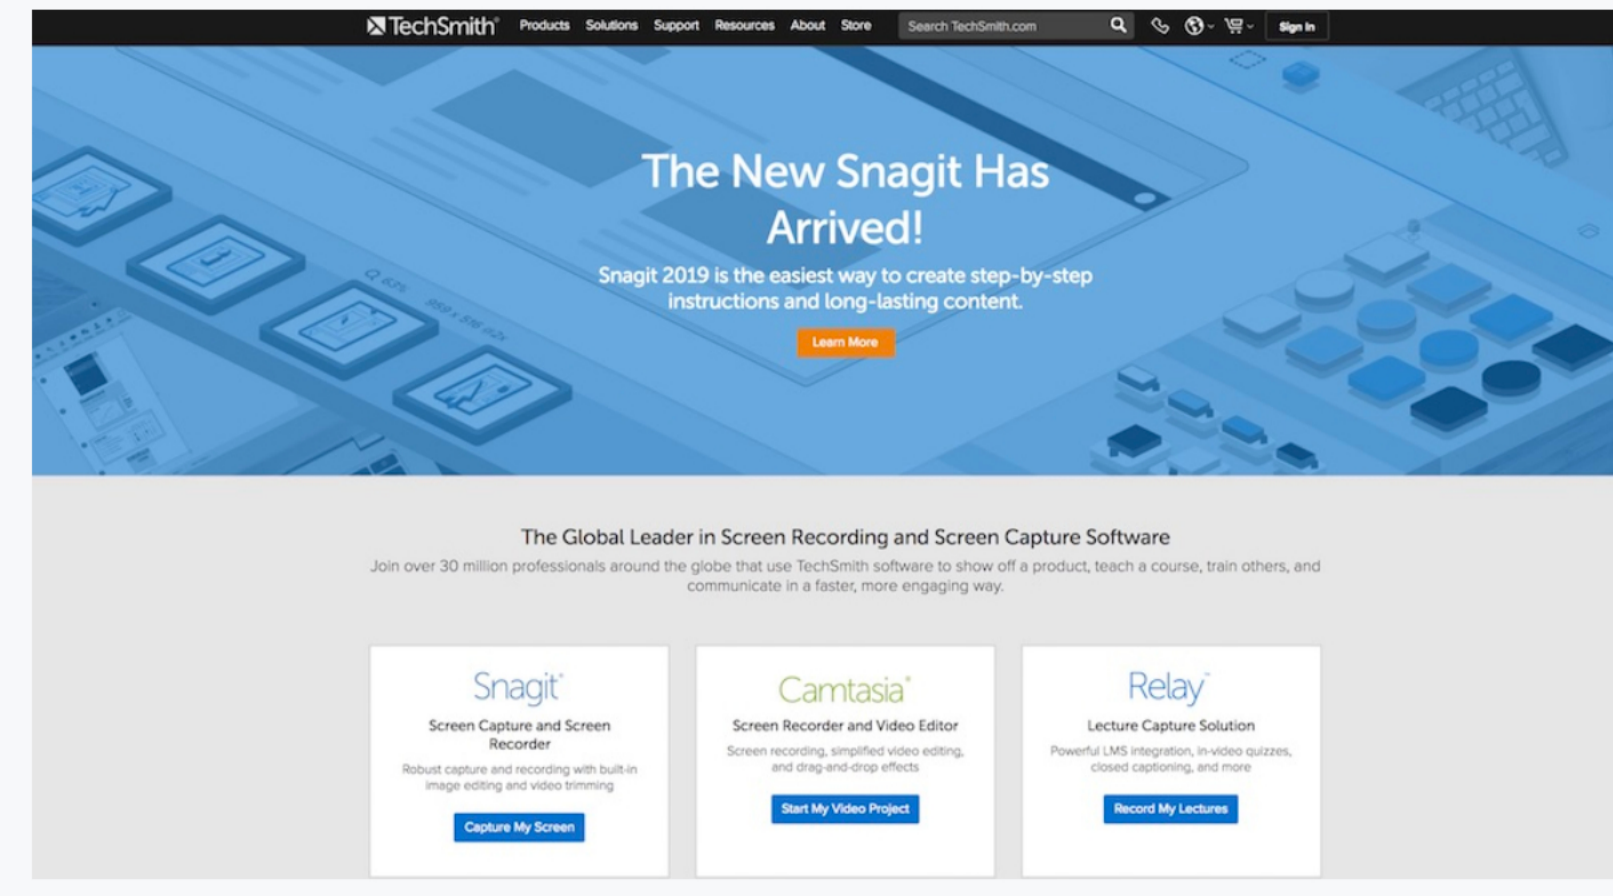 TechSmith®
Products Solutions Support Resources About Store Search TechSmith.com Sign In
The New Snagit Has
Arrived!
Snagit 2019 is the easiest way to create step-by-step
instructions and long-lasting content.
Learn More
63%
The Global Leader in Screen Recording and Screen Capture Software
Join over 30 million professionals around the globe that use TechSmith software to show off a product, teach a course, train others, and
communicate in a faster, more engaging way.
Snagit®
Screen Capture and Screen
Recorder
Robust capture and recording with built-in
image editing and video trimming
Capture My Screen
Camtasia®
Screen Recorder and Video Editor
Screen recording, simplified video editing,
and drag-and-drop effects
Start My Video Project
Relay™
Lecture Capture Solution
Powerful LMS integration, in-video quizzes,
closed captioning, and more
Record My Lectures